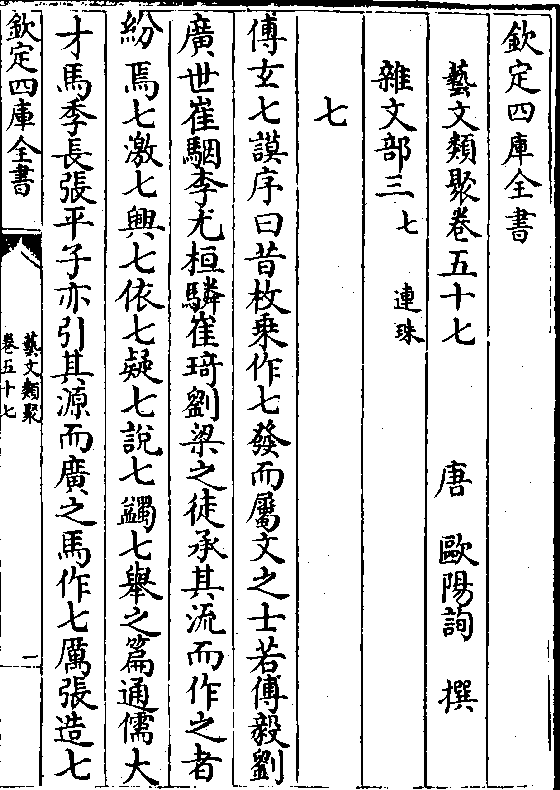 欽定四庫全書
藝文類聚卷五十七
唐 歐陽詢 撰
雜文部三 七 連珠
七
傅玄七謨序曰昔枚乗作七發而屬文之士若傅毅劉
廣世崔駰李尤桓驎崔琦劉梁之徒承其流而作之者
紛焉七激七興七依七疑七說七蠲七舉之篇通儒大
才馬季長張平子亦引其源而廣之馬作七厲張造七
欽定四庫全書
藝文類聚
卷五十七
一